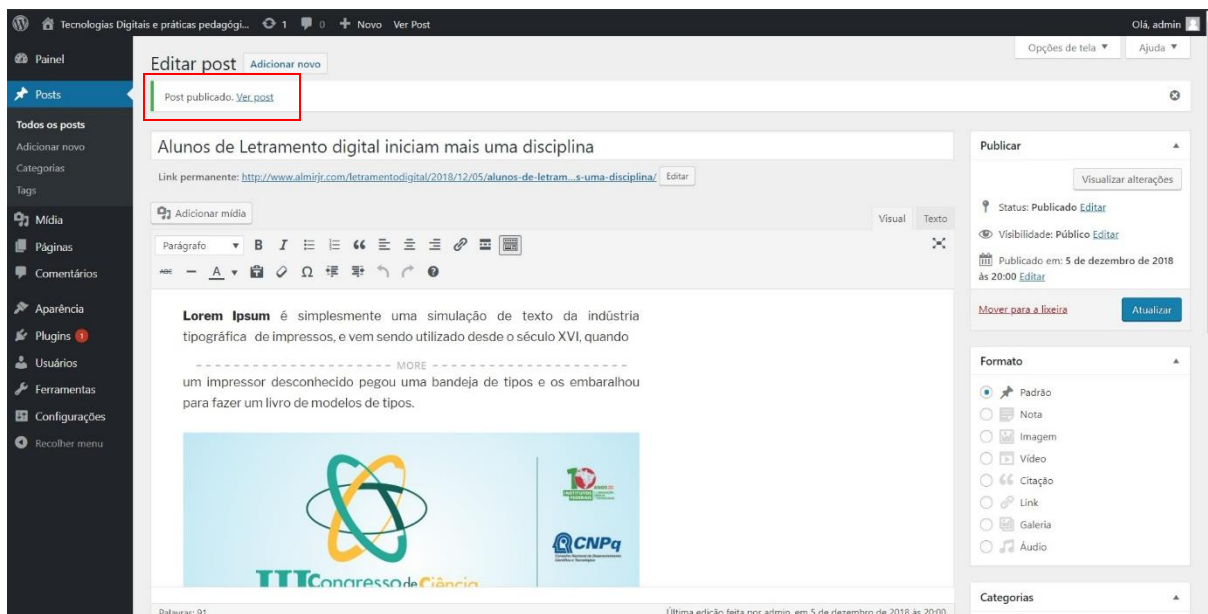 Tecnologias Digitais e práticas pedagógi... 1 0 + Novo Ver Post Olá, admin
Opções de tela Ajuda
Painel
Posts
Todos os posts
Adicionar novo
Categorias
Tags
Mídia
Páginas
Comentários
Aparência
Plugins 1
Usuários
Ferramentas
Configurações
Recolher menu
Editar post Adicionar novo
Post publicado. Ver post
Alunos de Letramento digital iniciam mais uma disciplina
Link permanente: http://www.almirjr.com/letramentodigital/2018/12/05/alunos-de-letram...s-uma-disciplina/ Editar
Adicionar mídia
Visual Texto
Parágrafo B I
ABC A Ω
Lorem Ipsum é simplesmente uma simulação de texto da indústria
tipográfica de impressos, e vem sendo utilizado desde o século XVI, quando
MORE
um impressor desconhecido pegou uma bandeja de tipos e os embaralhou
para fazer um livro de modelos de tipos.
INSTITUTOS
FEDERAIS
CNPq
III Congresso de Ciência
Palavras: 91
Última edição feita por admin, em 5 de dezembro de 2018 às 20:00
Publicar
Visualizar alterações
Status: Publicado Editar
Visibilidade: Público Editar
Publicado em: 5 de dezembro de 2018
às 20:00 Editar
Mover para a lixeira Atualizar
Formato
Padrão
Nota
Imagem
Vídeo
Citação
Link
Galeria
Áudio
Categorias